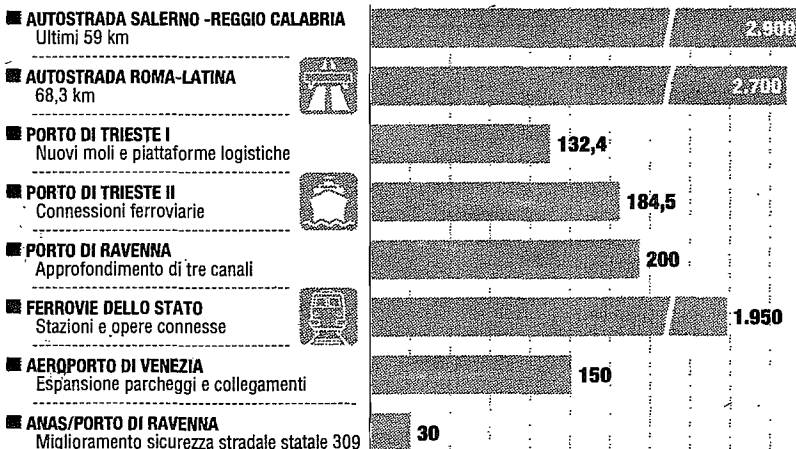 AUTOSTRADA SALERNO -REGGIO CALABRIA
Ultimi 59 km
2.900
AUTOSTRADA ROMA-LATINA
68,3 km
2.700
PORTO DI TRIESTE I
Nuovi moli e piattaforme logistiche
132,4
PORTO DI TRIESTE II
Connessioni ferroviarie
184,5
PORTO DI RAVENNA
Approfondimento di tre canali
200
FERROVIE DELLO STATO
Stazioni e opere connesse
1.950
AEROPORTO DI VENEZIA
Espansione parcheggi e collegamenti
150
ANAS/PORTO DI RAVENNA
Miglioramento sicurezza stradale statale 309
30